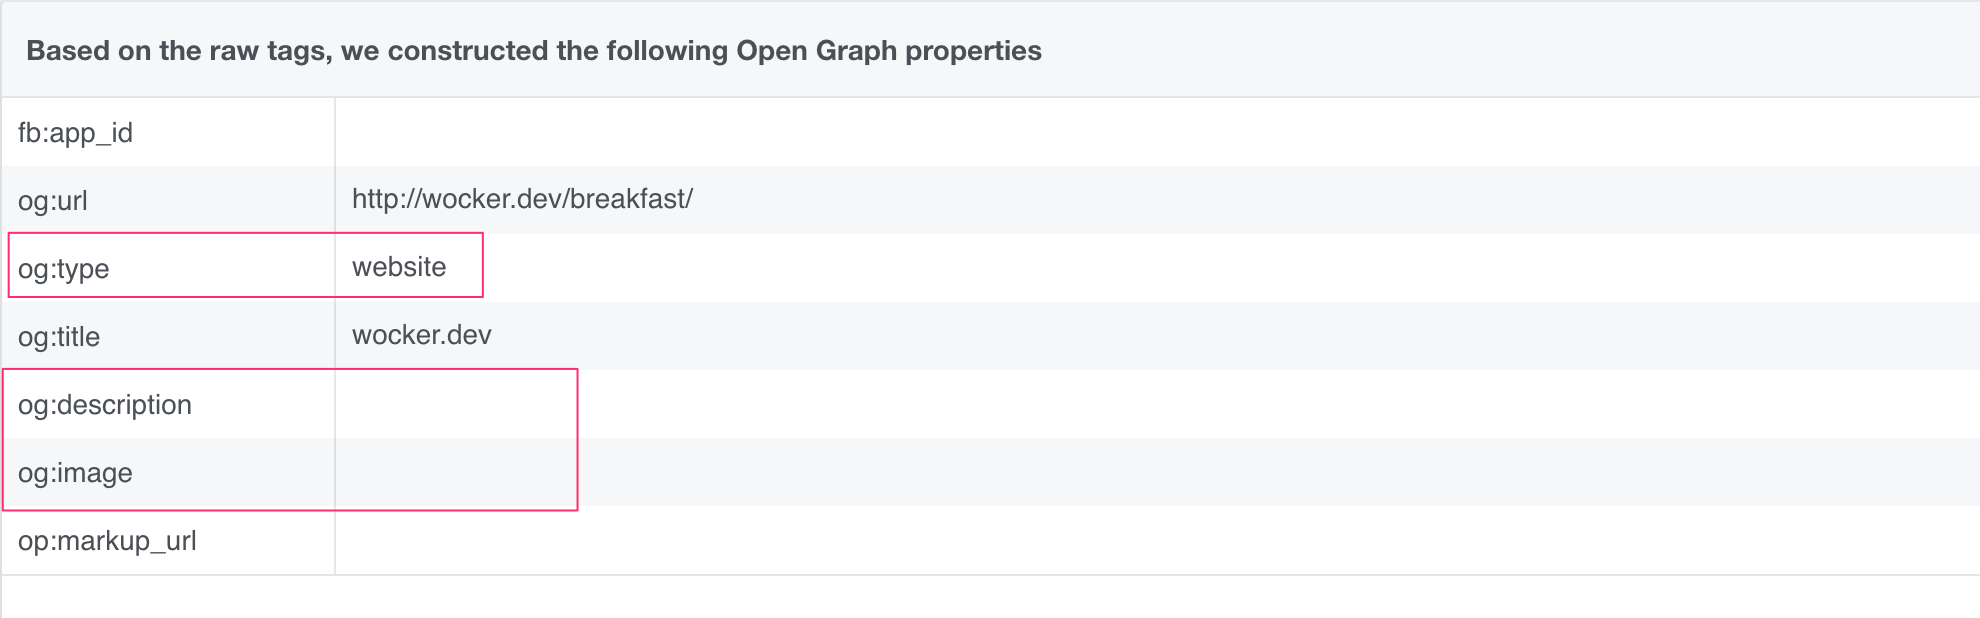 Based on the raw tags, we constructed the following Open Graph properties
fb:app_id
og:url http://wocker.dev/breakfast/
og:type website
og:title wocker.dev
og:description
og:image
op:markup_url